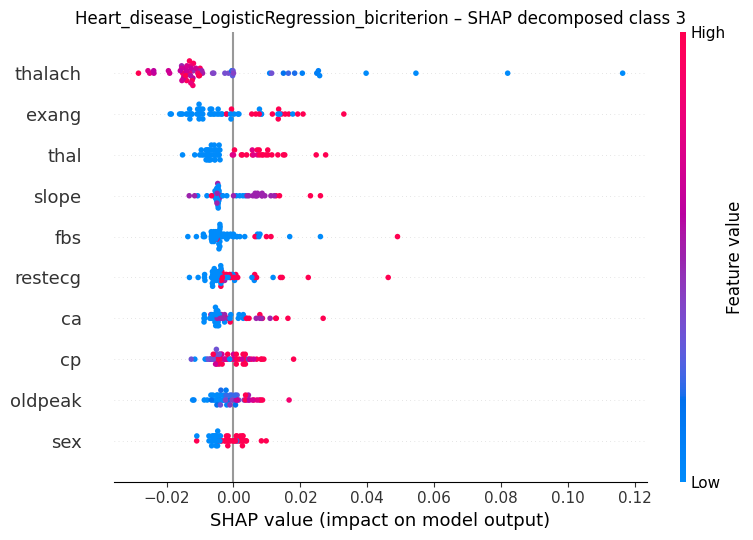 Heart_disease_LogisticRegression_bicriterion – SHAP decomposed class 3
High
thalach
exang
thal
slope
fbs
restecg
ca
cp
oldpeak
sex
Feature value
Low
−0.02 0.00 0.02 0.04 0.06 0.08 0.10 0.12
SHAP value (impact on model output)